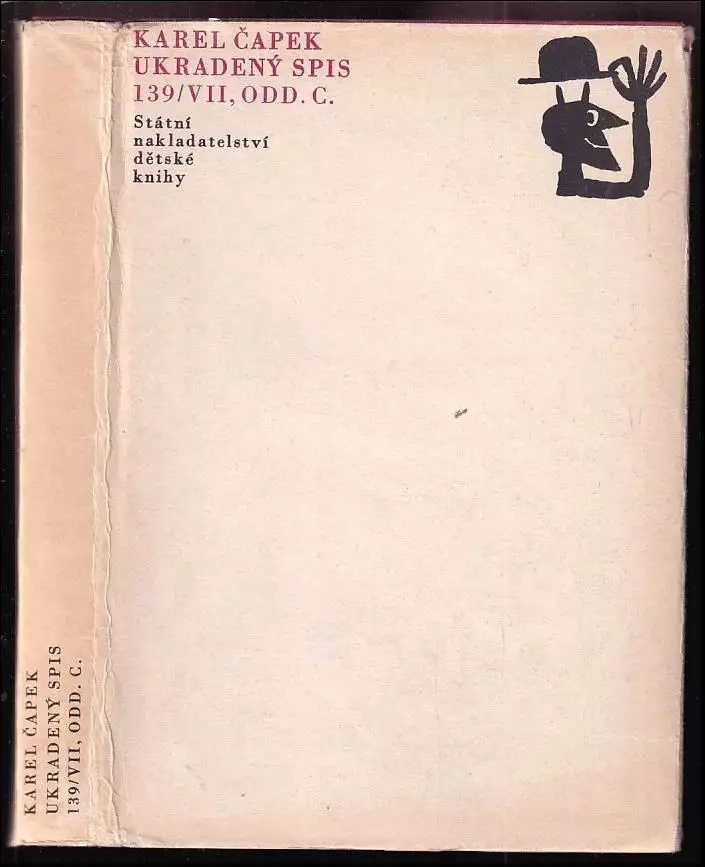 KAREL ČAPEK
UKRADENÝ SPIS
139/VII, ODD. C.
Státní
nakladatelství
dětské
knihy
KAREL ČAPEK
UKRADENÝ SPIS
139/VII, ODD. C.